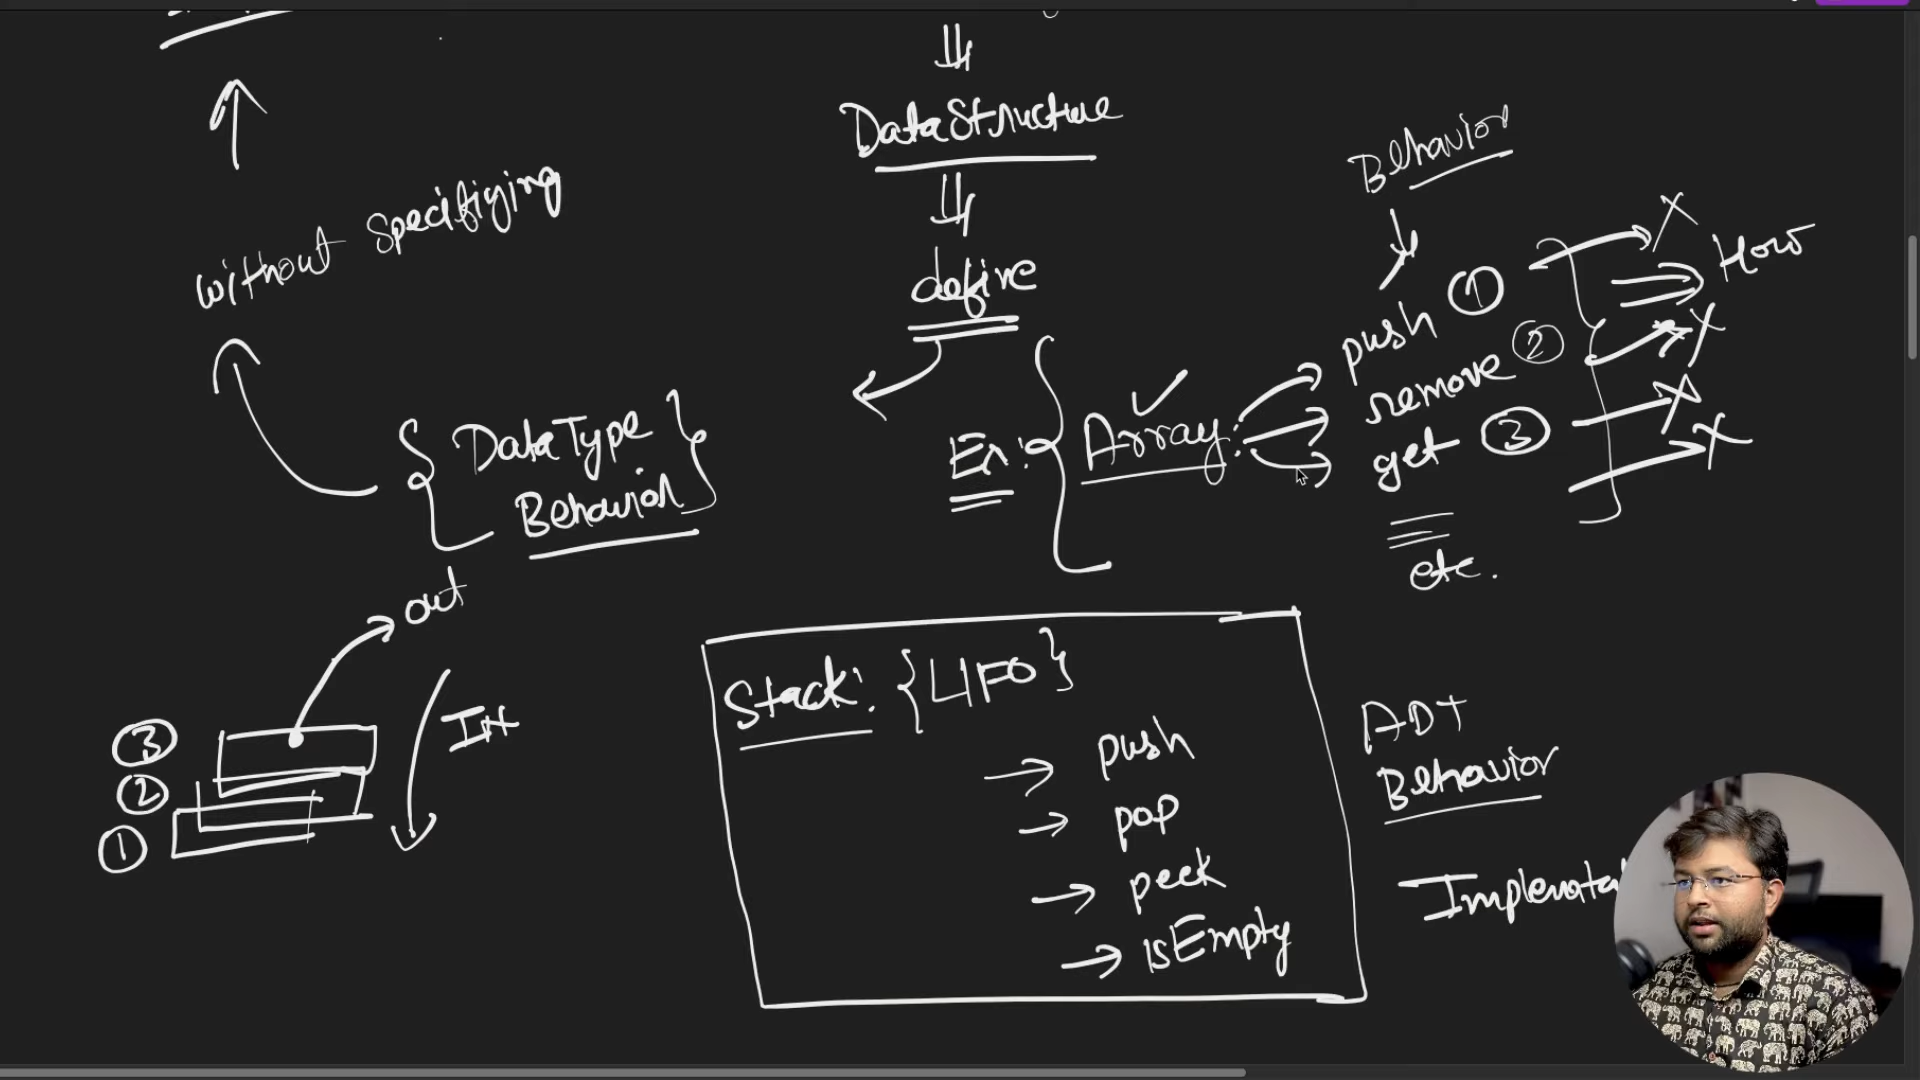 DataStructure
Behavior
without specifiying
How
define
push ①
remove ②
get ③
etc.
Ex:
Array:
DataType
Behavior
out
IN
③
②
①
Stack: {LIFO}
push
pop
peek
isEmpty
ADT
Behavior